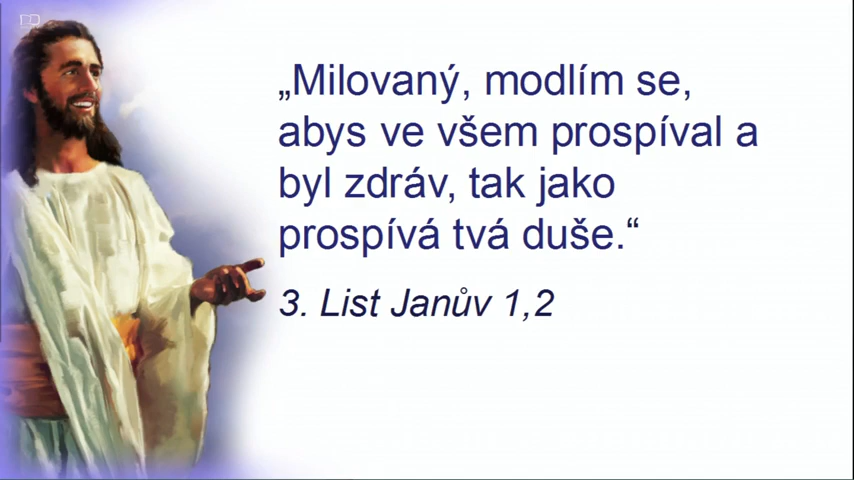 „Milovaný, modlím se,
abys ve všem prospíval a
byl zdráv, tak jako
prospívá tvá duše.“
3. List Janův 1,2